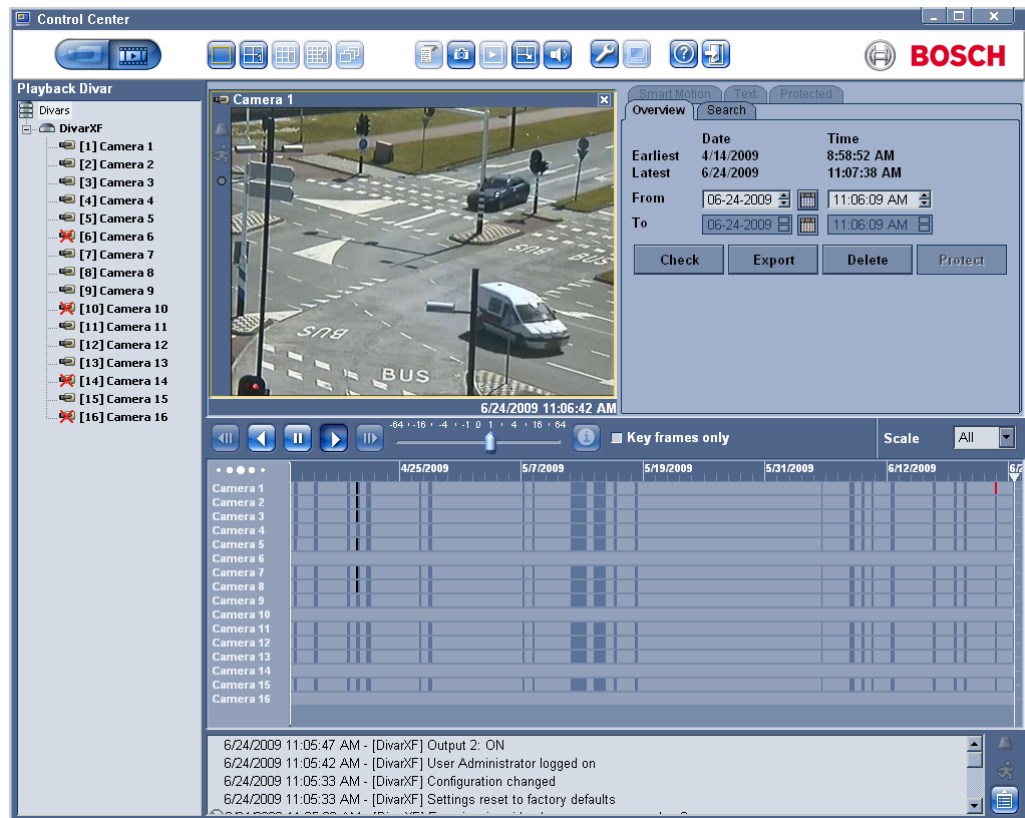 Control Center
BOSCH
Playback Divar
Divars
DivarXF
[1] Camera 1
[2] Camera 2
[3] Camera 3
[4] Camera 4
[5] Camera 5
[6] Camera 6
[7] Camera 7
[8] Camera 8
[9] Camera 9
[10] Camera 10
[11] Camera 11
[12] Camera 12
[13] Camera 13
[14] Camera 14
[15] Camera 15
[16] Camera 16
Camera 1
BUS
BUS
BUS
BUS
6/24/2009 11:06:42 AM
Smart Motion Text Protected
Overview Search
Date Time
Earliest 4/14/2009 8:58:52 AM
Latest 6/24/2009 11:07:38 AM
From 06-24-2009 11:06:09 AM
To 06-24-2009 11:06:09 AM
Check Export Delete Protect
-64 -16 -4 -1 0 1 4 16 64
Key frames only
Scale All
4/25/2009 5/7/2009 5/19/2009 5/31/2009 6/12/2009 6/2
Camera 1
Camera 2
Camera 3
Camera 4
Camera 5
Camera 6
Camera 7
Camera 8
Camera 9
Camera 10
Camera 11
Camera 12
Camera 13
Camera 14
Camera 15
Camera 16
6/24/2009 11:05:47 AM - [DivarXF] Output 2: ON
6/24/2009 11:05:42 AM - [DivarXF] User Administrator logged on
6/24/2009 11:05:33 AM - [DivarXF] Configuration changed
6/24/2009 11:05:33 AM - [DivarXF] Settings reset to factory defaults